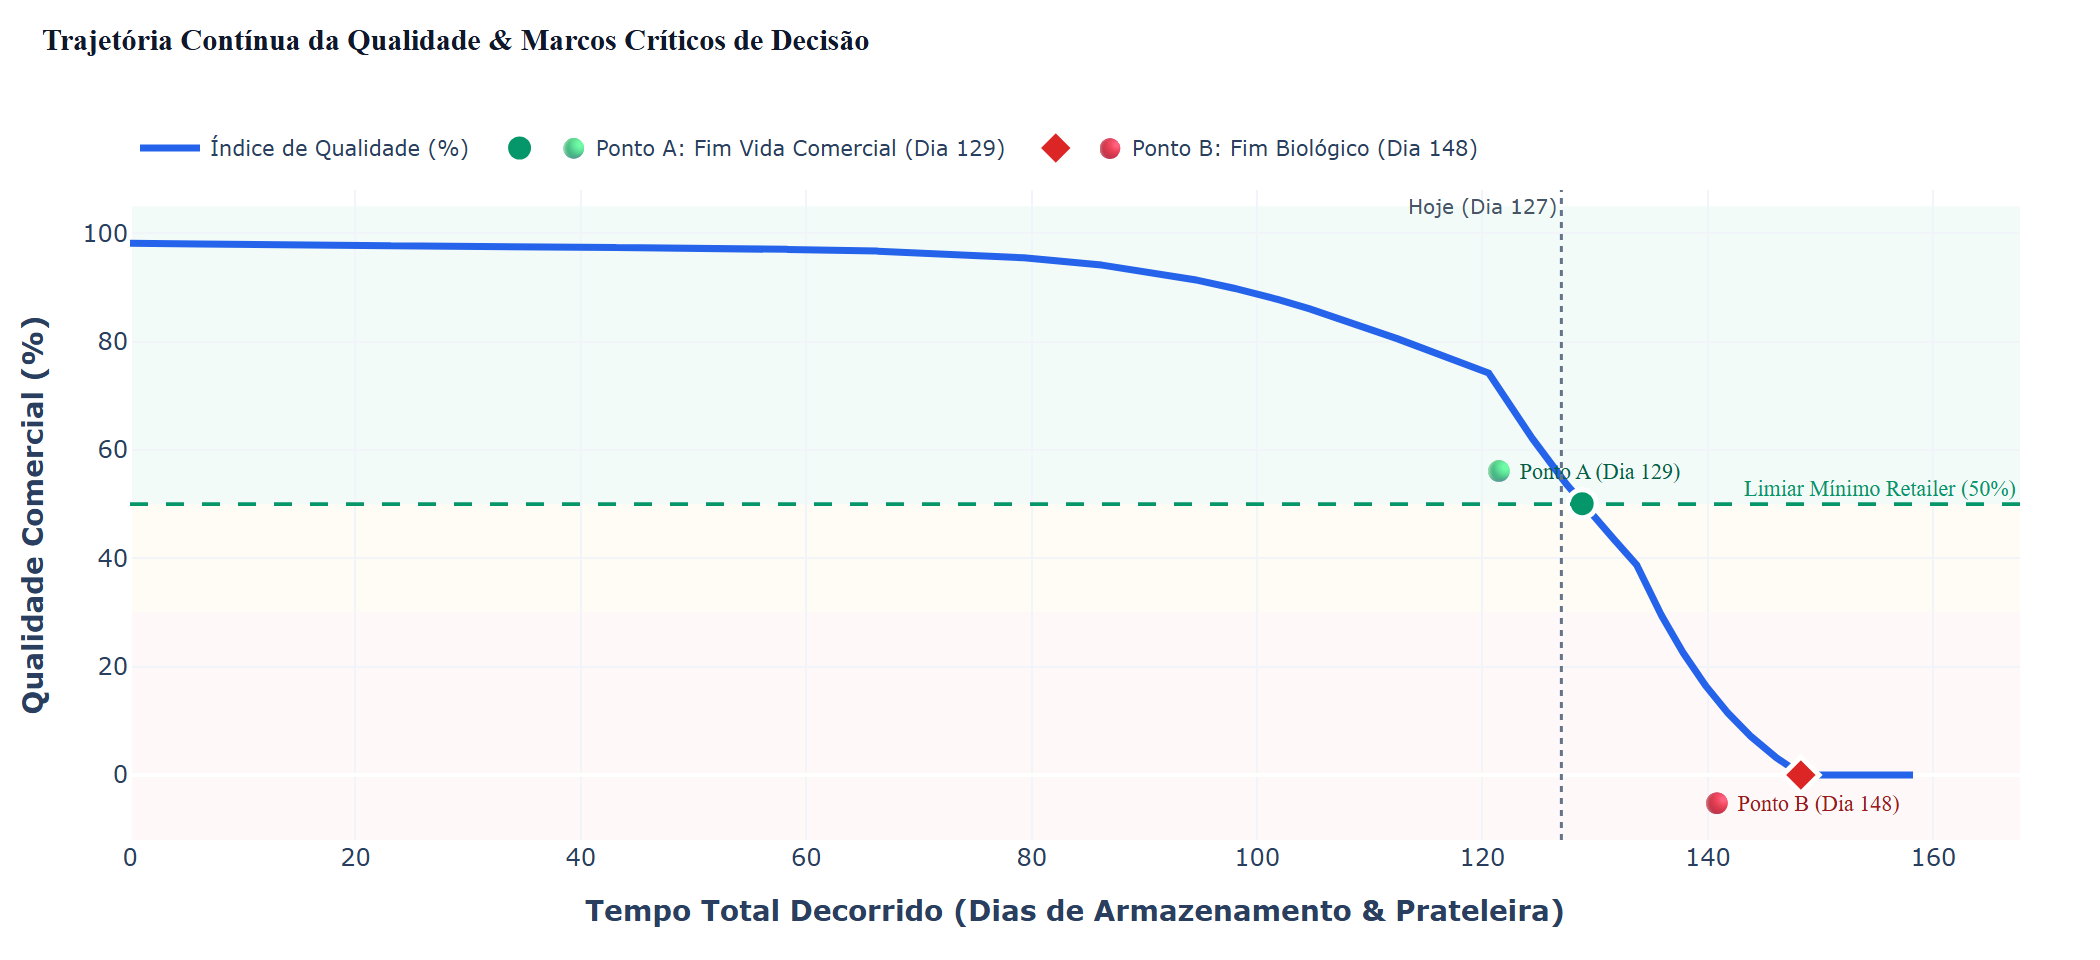 Trajetória Contínua da Qualidade & Marcos Críticos de Decisão
Índice de Qualidade (%)
Ponto A: Fim Vida Comercial (Dia 129)
Ponto B: Fim Biológico (Dia 148)
Hoje (Dia 127)
Qualidade Comercial (%)
100
80
60
40
20
0
Ponto A (Dia 129)
Limiar Mínimo Retailer (50%)
Ponto B (Dia 148)
0
20
40
60
80
100
120
140
160
Tempo Total Decorrido (Dias de Armazenamento & Prateleira)